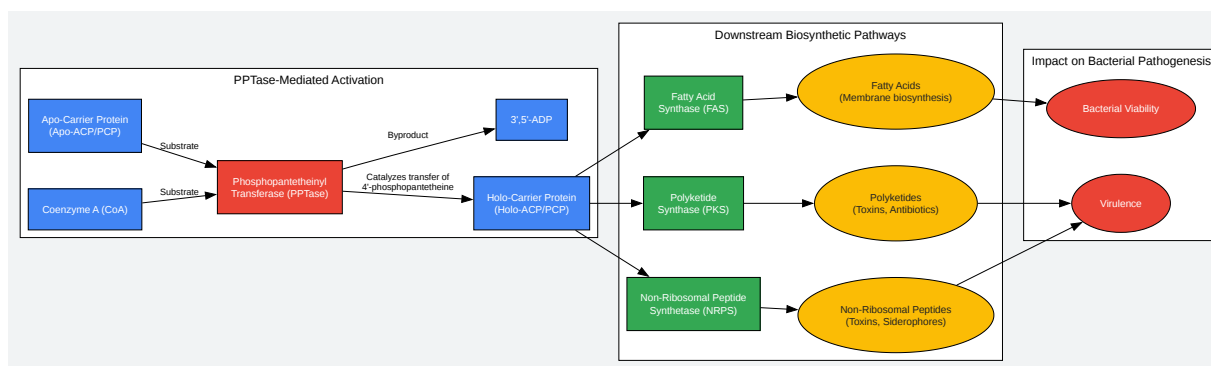 PPTase-Mediated Activation
Apo-Carrier Protein
(Apo-ACP/PCP)
Coenzyme A (CoA)
Substrate
Substrate
Phosphopantetheinyl
Transferase (PPTase)
Byproduct
Catalyzes transfer of
4'-phosphopantetheine
3',5'-ADP
Holo-Carrier Protein
(Holo-ACP/PCP)
Downstream Biosynthetic Pathways
Fatty Acid
Synthase (FAS)
Fatty Acids
(Membrane biosynthesis)
Polyketide
Synthase (PKS)
Polyketides
(Toxins, Antibiotics)
Non-Ribosomal Peptide
Synthetase (NRPS)
Non-Ribosomal Peptides
(Toxins, Siderophores)
Impact on Bacterial Pathogenesis
Bacterial Viability
Virulence